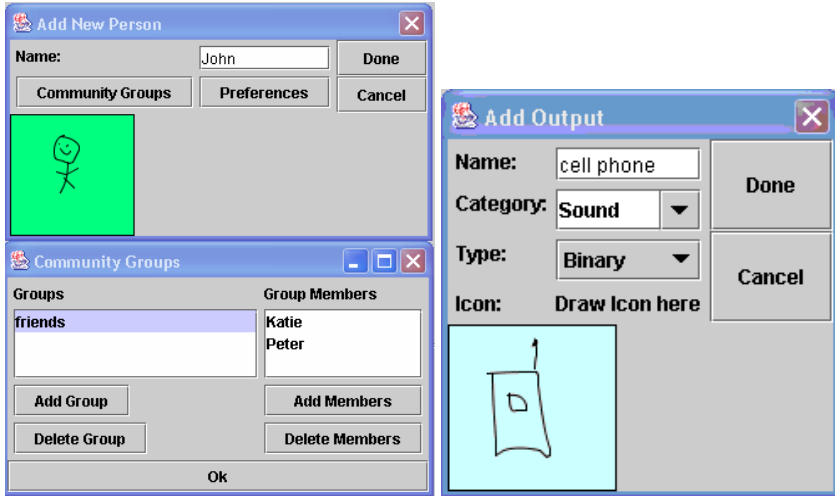 Add New Person
Name: John Done
Community Groups Preferences Cancel
Community Groups
Groups Group Members
friends Katie
Peter
Add Group Add Members
Delete Group Delete Members
Ok
Add Output
Name: cell phone Done
Category: Sound
Type: Binary Cancel
Icon: Draw Icon here